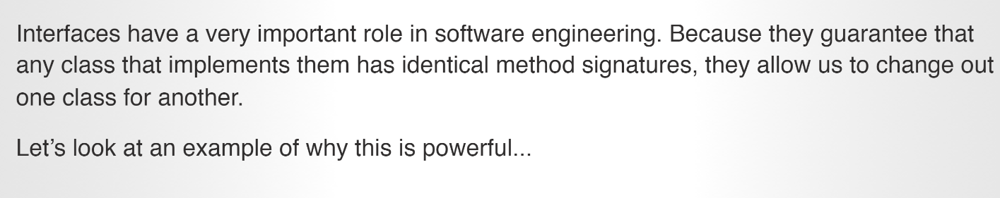 Interfaces have a very important role in software engineering. Because they guarantee that
any class that implements them has identical method signatures, they allow us to change out
one class for another.
Let’s look at an example of why this is powerful...